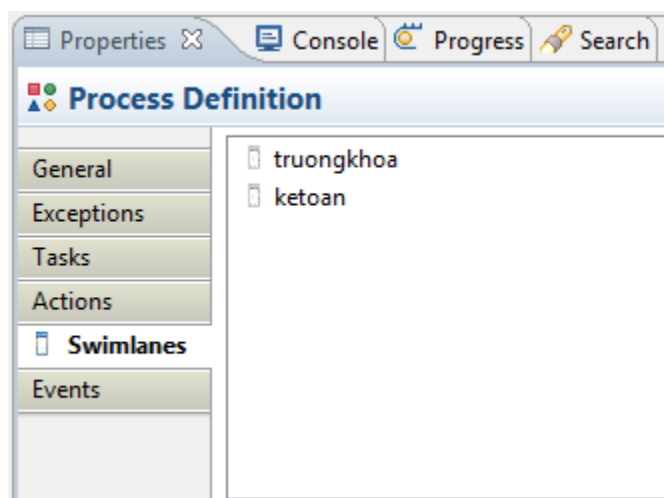 Properties Console Progress Search
Process Definition
General
Exceptions
Tasks
Actions
Swimlanes
Events
truongkhoa
ketoan